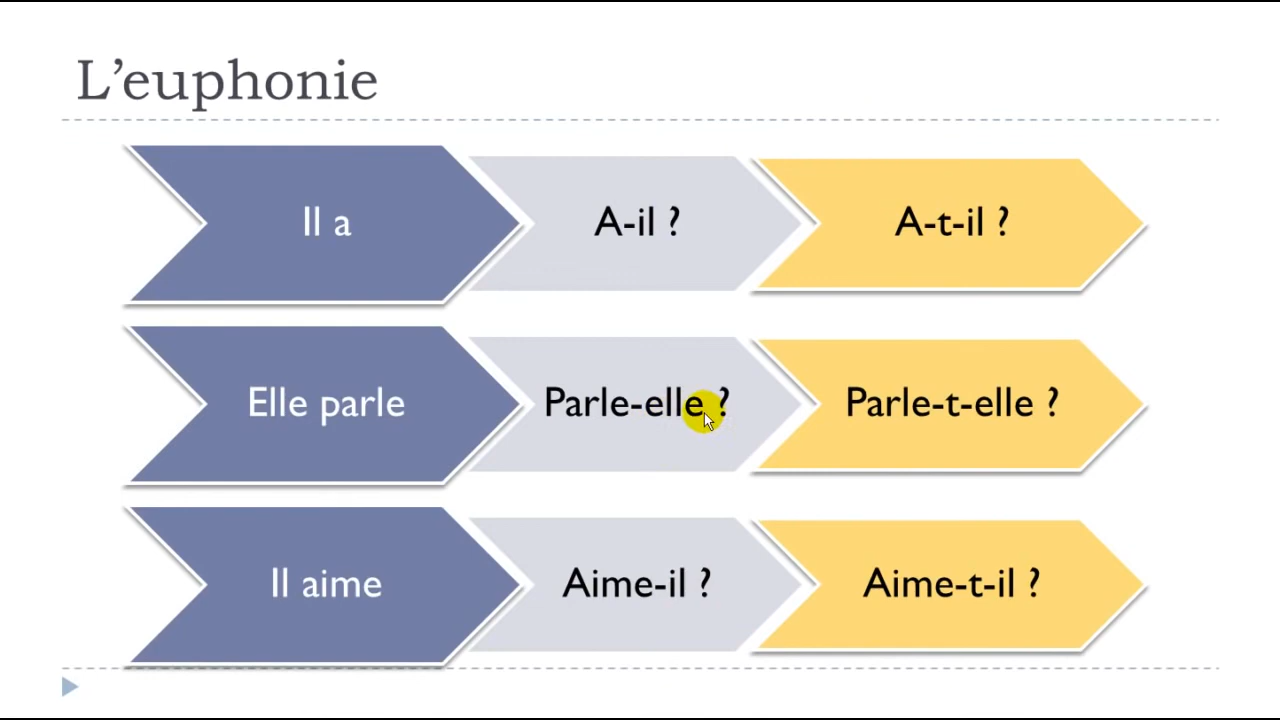 L’euphonie
Il a
A-il ?
A-t-il ?
Elle parle
Parle-elle ?
Parle-t-elle ?
Il aime
Aime-il ?
Aime-t-il ?